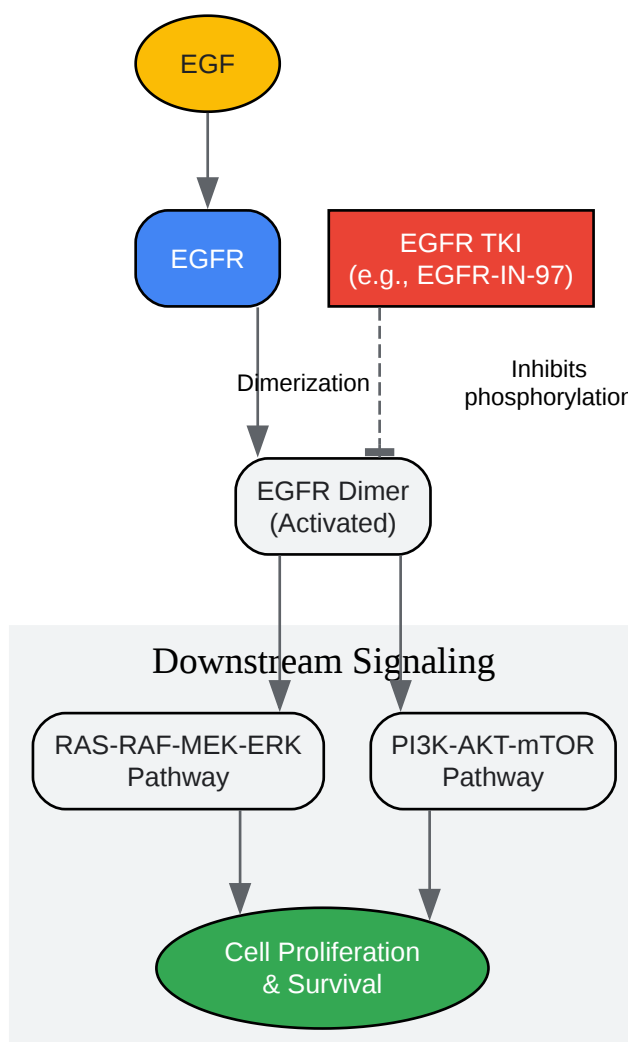 EGF
EGFR
EGFR TKI
(e.g., EGFR-IN-97)
Dimerization
Inhibits
phosphorylation
EGFR Dimer
(Activated)
Downstream Signaling
RAS-RAF-MEK-ERK
Pathway
PI3K-AKT-mTOR
Pathway
Cell Proliferation
& Survival